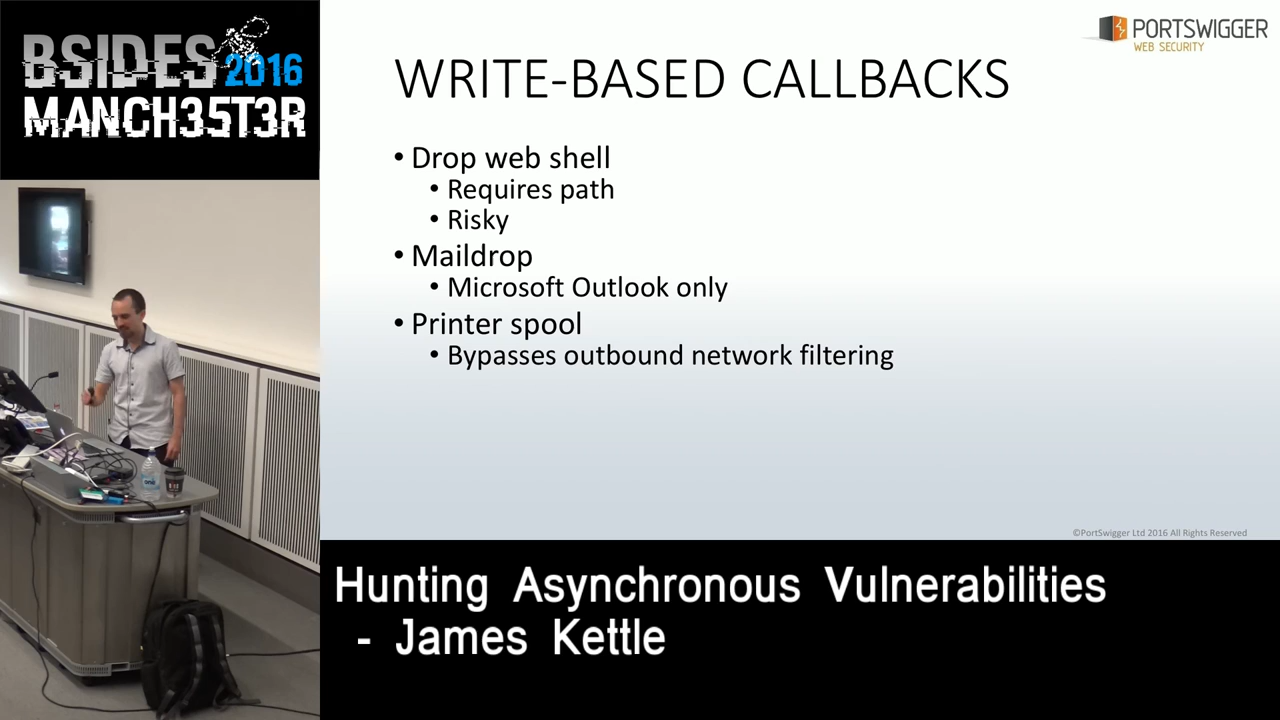 BSIDES
2016
MANCH35T3R
PORTSWIGGER
WEB SECURITY
WRITE-BASED CALLBACKS
• Drop web shell
• Requires path
• Risky
• Maildrop
• Microsoft Outlook only
• Printer spool
• Bypasses outbound network filtering
©PortSwigger Ltd 2016 All Rights Reserved
Hunting Asynchronous Vulnerabilities
- James Kettle